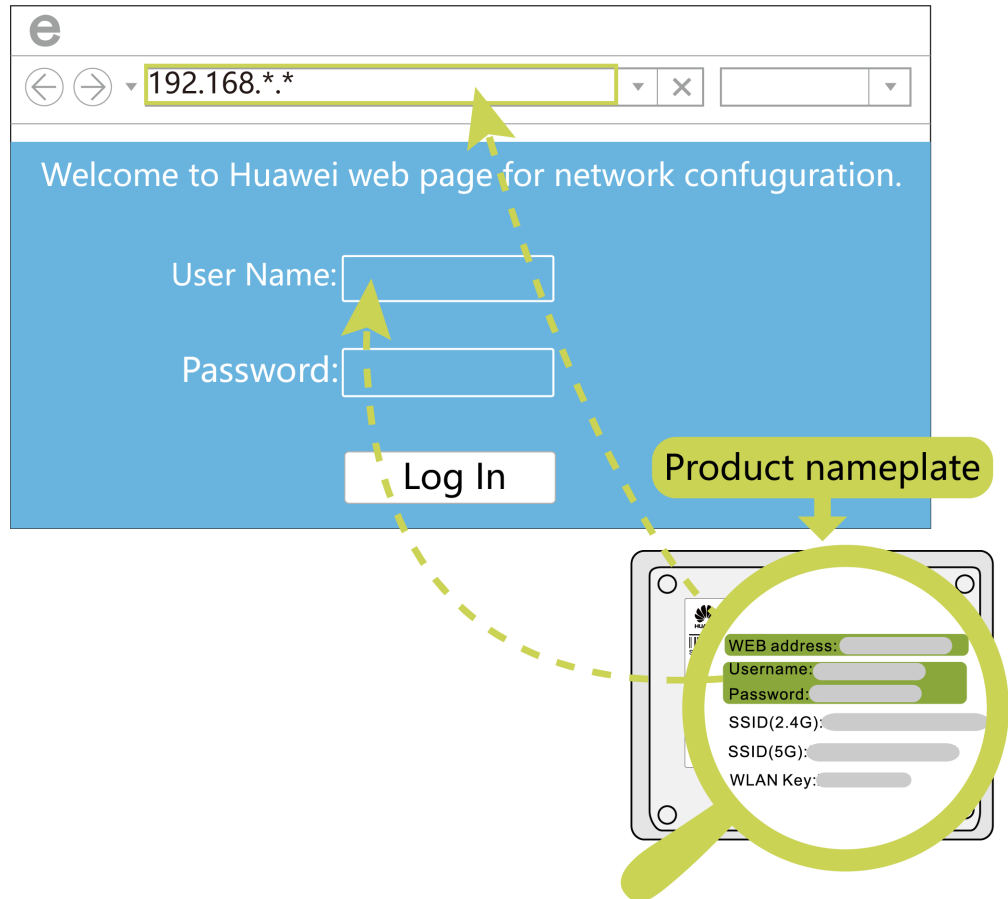 e
192.168.*.*
Welcome to Huawei web page for network confuguration.
User Name:
Password:
Log In
Product nameplate
WEB address:
Username:
Password:
SSID(2.4G):
SSID(5G):
WLAN Key: